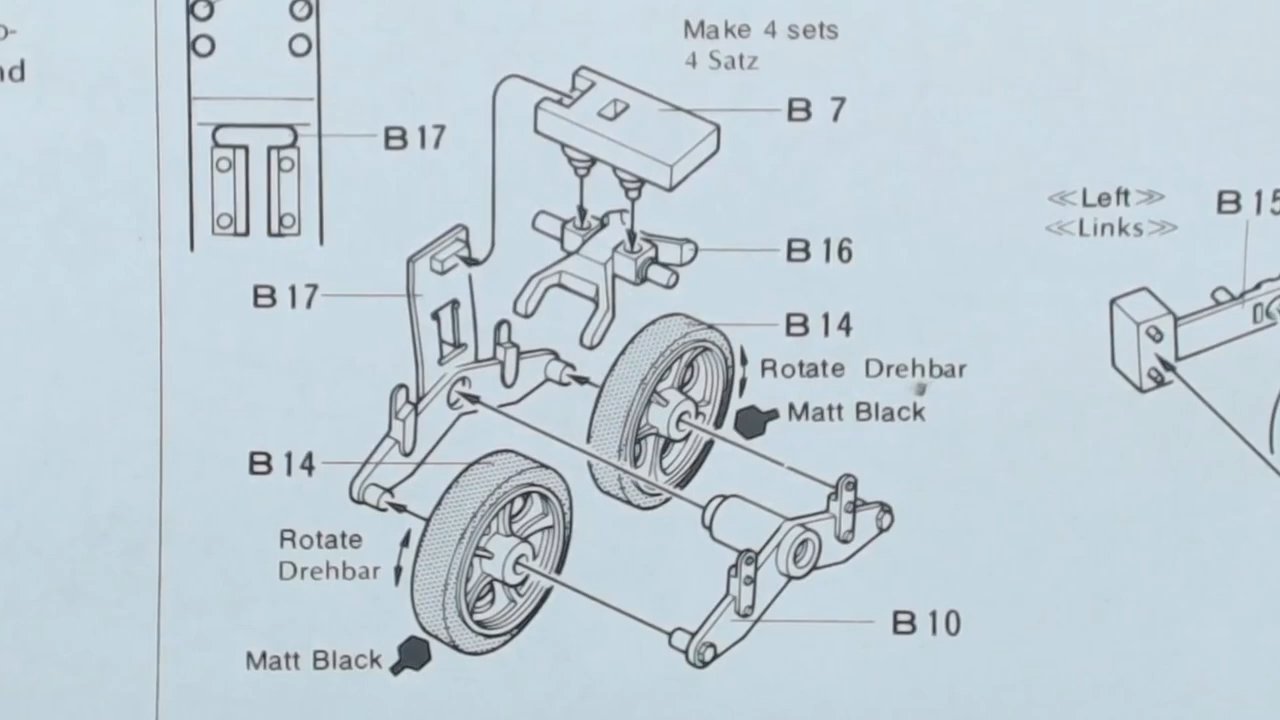 nd
Make 4 sets
4 Satz
B 7
B 17
≪Left≫
≪Links≫
B 16
B 17
B 14
Rotate Drehbar
Matt Black
B 14
Rotate
Drehbar
B 10
Matt Black